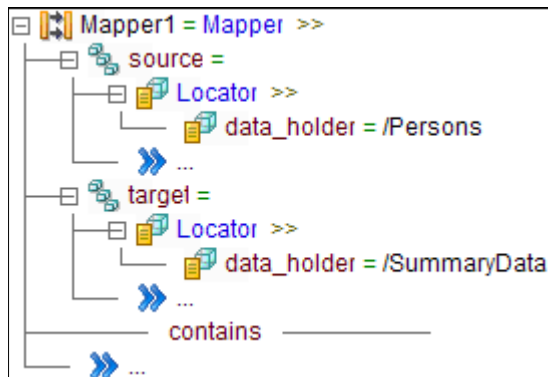 Mapper1 = Mapper >>
source =
Locator >>
data_holder = /Persons
...
target =
Locator >>
data_holder = /SummaryData
...
contains
...